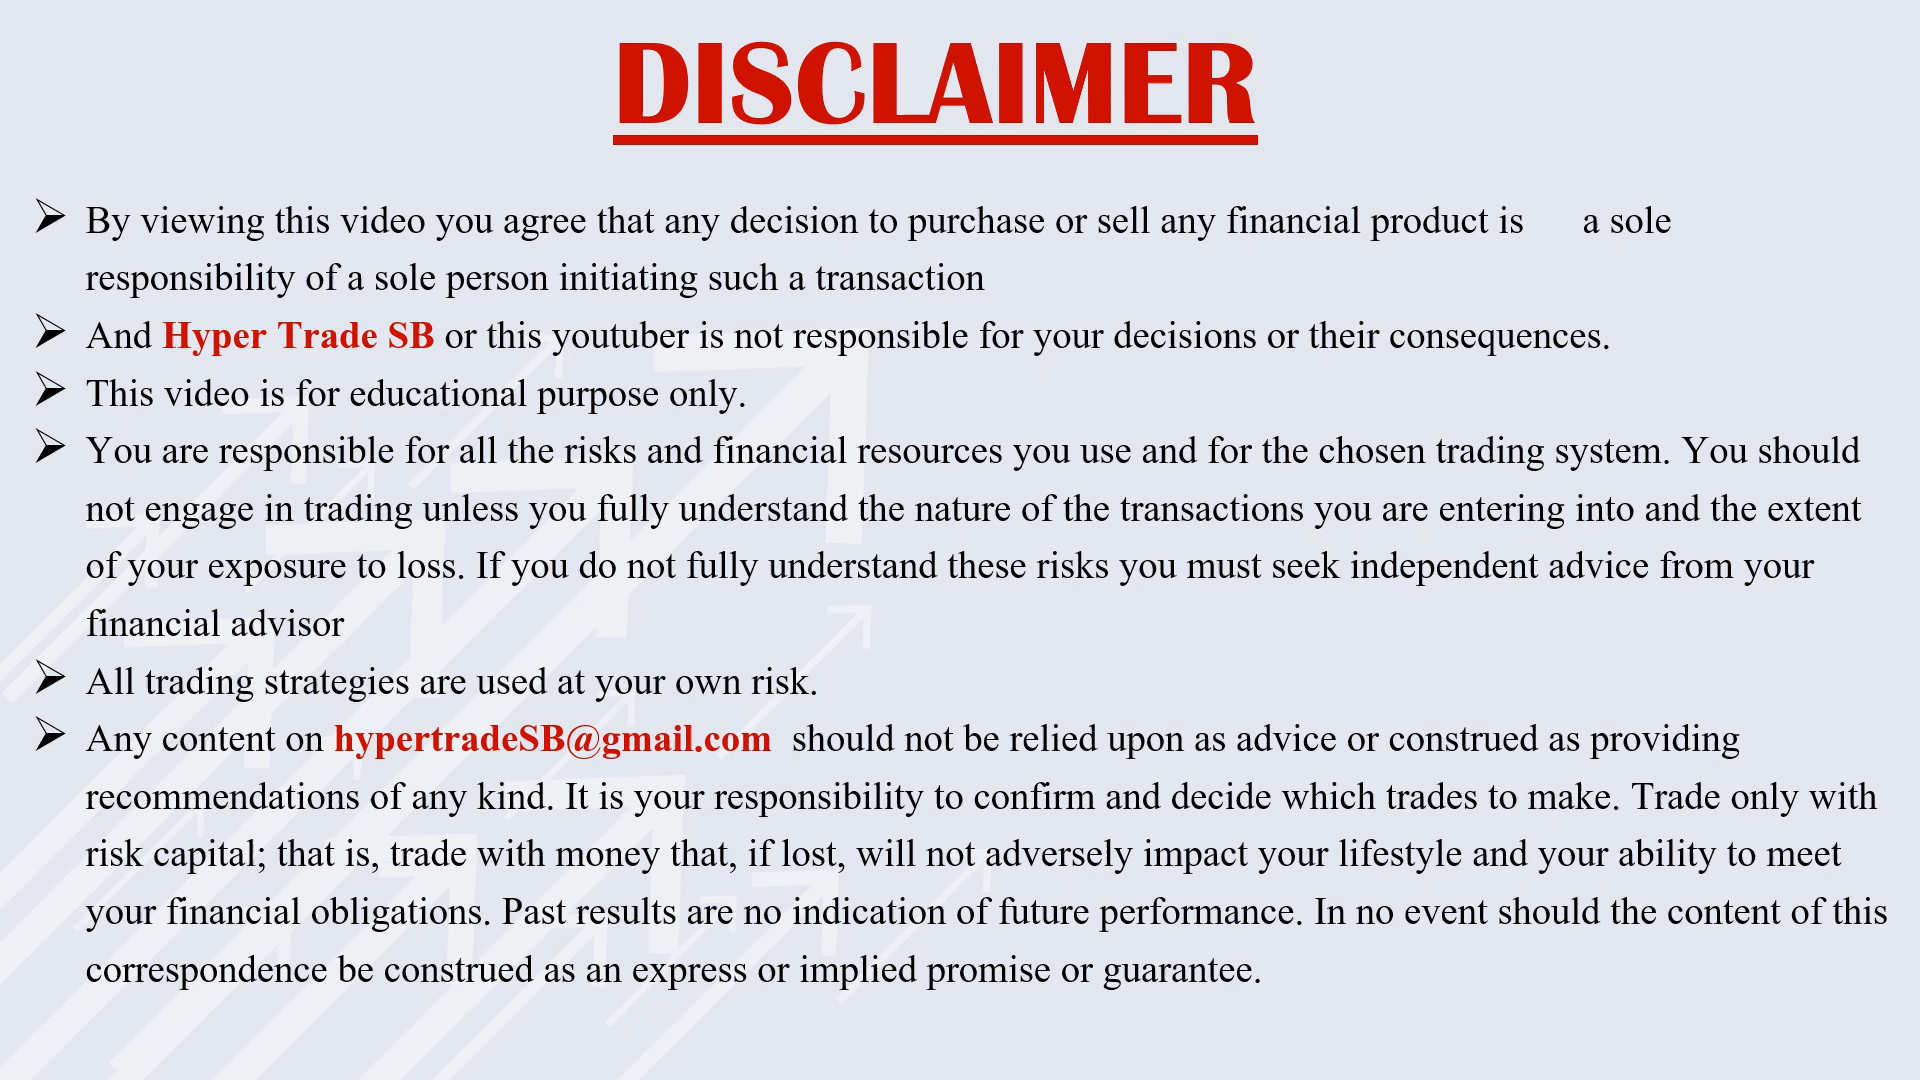 DISCLAIMER
➢ By viewing this video you agree that any decision to purchase or sell any financial product is a sole
responsibility of a sole person initiating such a transaction
➢ And Hyper Trade SB or this youtuber is not responsible for your decisions or their consequences.
➢ This video is for educational purpose only.
➢ You are responsible for all the risks and financial resources you use and for the chosen trading system. You should
not engage in trading unless you fully understand the nature of the transactions you are entering into and the extent
of your exposure to loss. If you do not fully understand these risks you must seek independent advice from your
financial advisor
➢ All trading strategies are used at your own risk.
➢ Any content on hypertradeSB@gmail.com should not be relied upon as advice or construed as providing
recommendations of any kind. It is your responsibility to confirm and decide which trades to make. Trade only with
risk capital; that is, trade with money that, if lost, will not adversely impact your lifestyle and your ability to meet
your financial obligations. Past results are no indication of future performance. In no event should the content of this
correspondence be construed as an express or implied promise or guarantee.